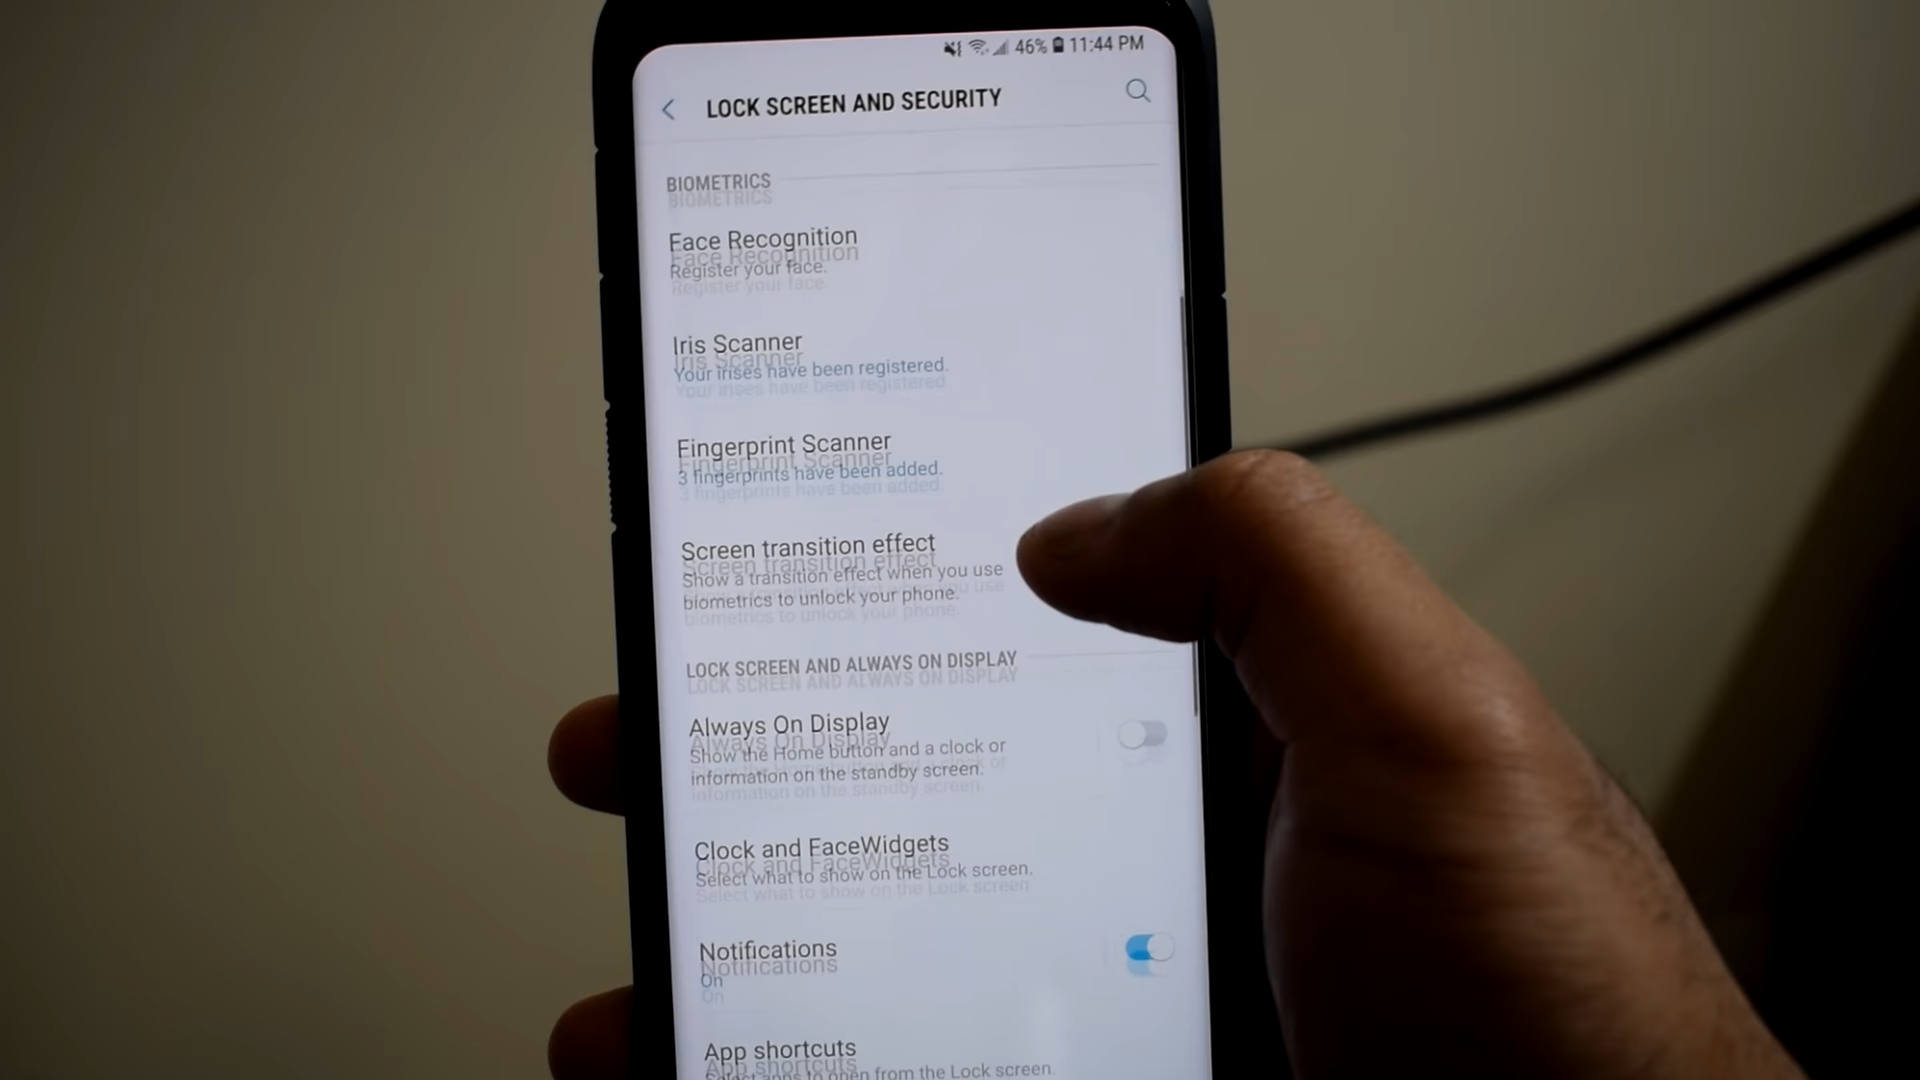 46% 11:44 PM
LOCK SCREEN AND SECURITY
BIOMETRICS
Face Recognition
Register your face.
Iris Scanner
Your irises have been registered.
Fingerprint Scanner
3 fingerprints have been added.
Screen transition effect
Show a transition effect when you use
biometrics to unlock your phone.
LOCK SCREEN AND ALWAYS ON DISPLAY
Always On Display
Show the Home button and a clock or
information on the standby screen.
Clock and FaceWidgets
Select what to show on the Lock screen.
Notifications
On
App shortcuts
Select apps to open from the Lock screen.